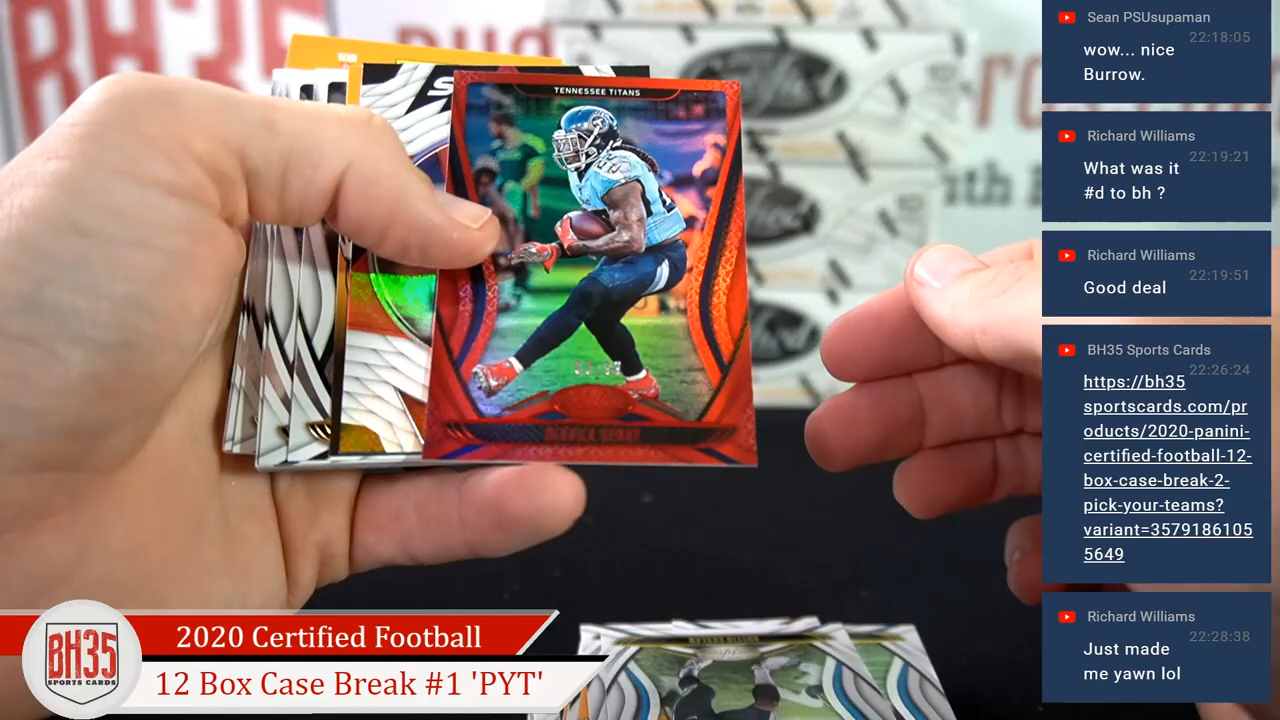 TENNESSEE TITANS
Sean PSUsupaman
22:18:05
wow... nice
Burrow.
Richard Williams
22:19:21
What was it
#d to bh ?
Richard Williams
22:19:51
Good deal
BH35 Sports Cards
22:26:24
https://bh35
sportscards.com/pr
oducts/2020-panini-
certified-football-12-
box-case-break-2-
pick-your-teams?
variant=3579186105
5649
Richard Williams
22:28:38
Just made
me yawn lol
BH35
SPORTS CARDS
2020 Certified Football
12 Box Case Break #1 'PYT'